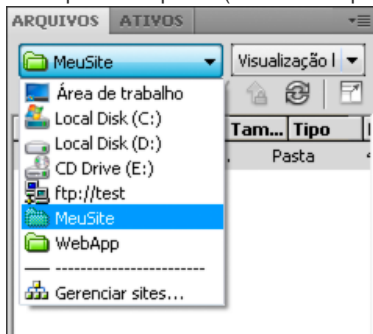 ARQUIVOS ATIVOS
MeuSite Visualização l
Área de trabalho
Local Disk (C:)
Local Disk (D:)
CD Drive (E:)
ftp://test
MeuSite
WebApp
Gerenciar sites...
Tam... Tipo
Pasta